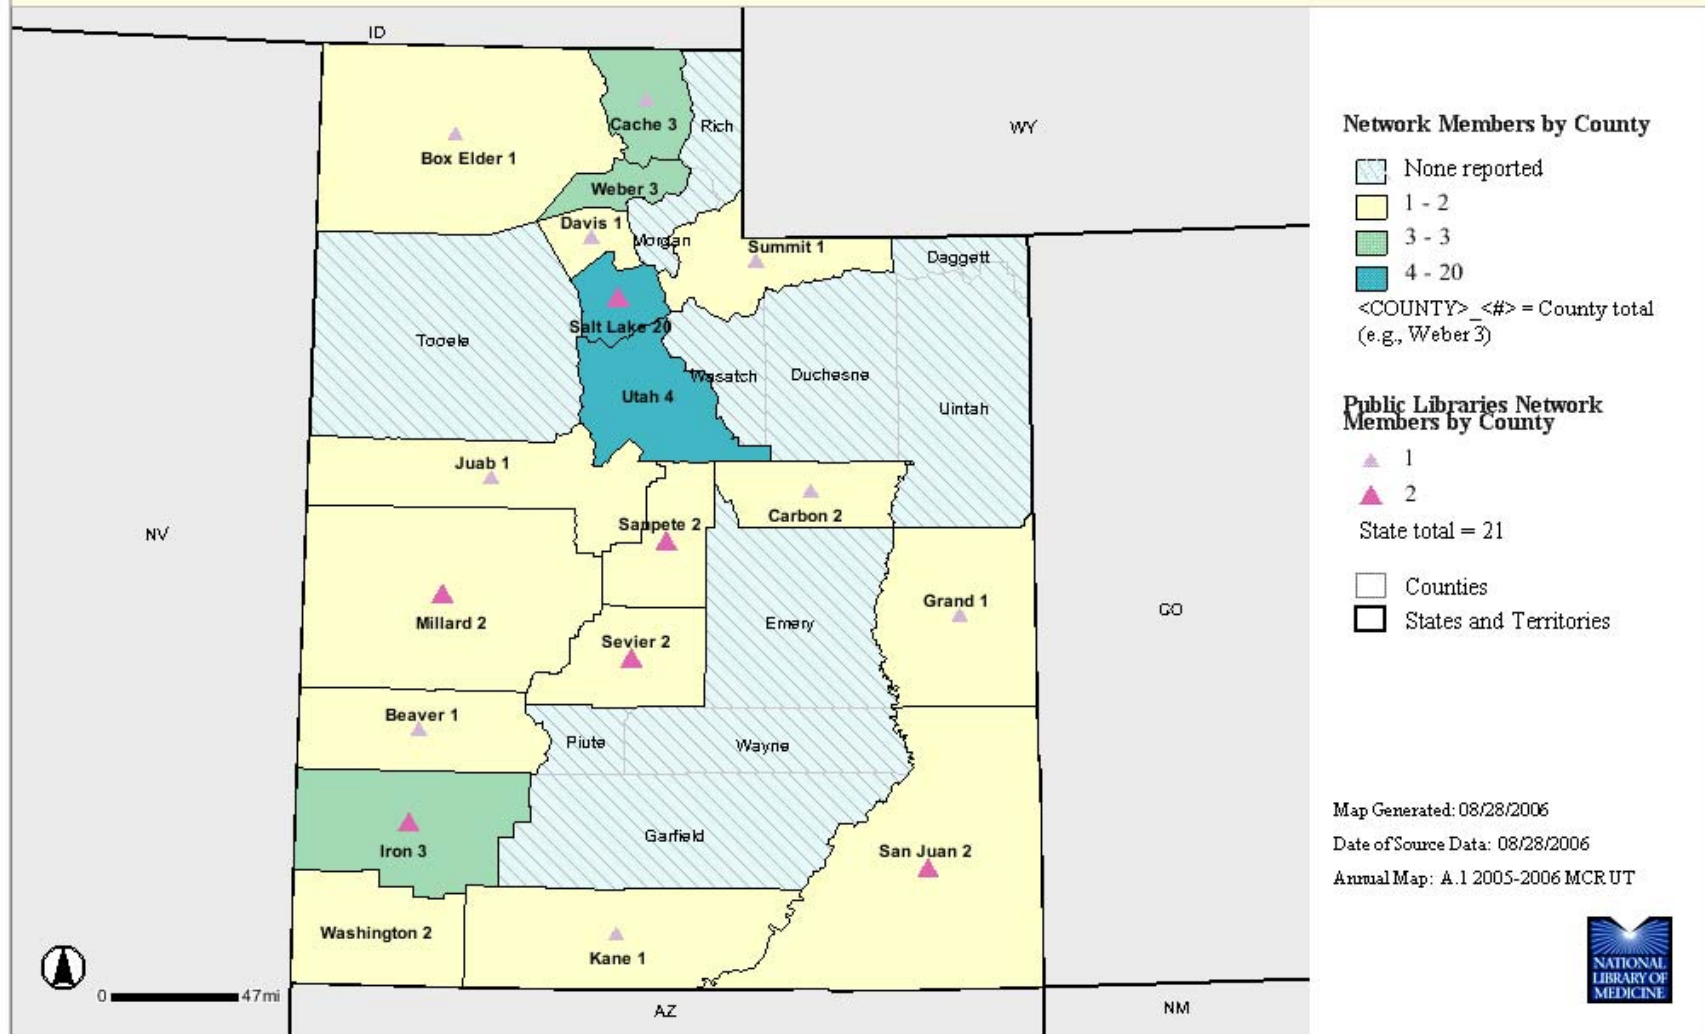 ID
WY
NV
CO
AZ
NM
Cache 3
Rich
Box Elder 1
Weber 3
Davis 1
Morgan
Summit 1
Daggett
Salt Lake 20
Tooele
Wasatch
Duchesne
Utah 4
Uintah
Juab 1
Sanpete 2
Carbon 2
Millard 2
Sevier 2
Emery
Grand 1
Beaver 1
Piute
Wayne
Iron 3
Garfield
San Juan 2
Washington 2
Kane 1
0 47mi
Network Members by County
None reported
1 - 2
3 - 3
4 - 20
<COUNTY>_<#> = County total
(e.g., Weber 3)
Public Libraries Network
Members by County
1
2
State total = 21
Counties
States and Territories
Map Generated: 08/28/2006
Date of Source Data: 08/28/2006
Annual Map: A.1 2005-2006 MCR UT
NATIONAL
LIBRARY OF
MEDICINE